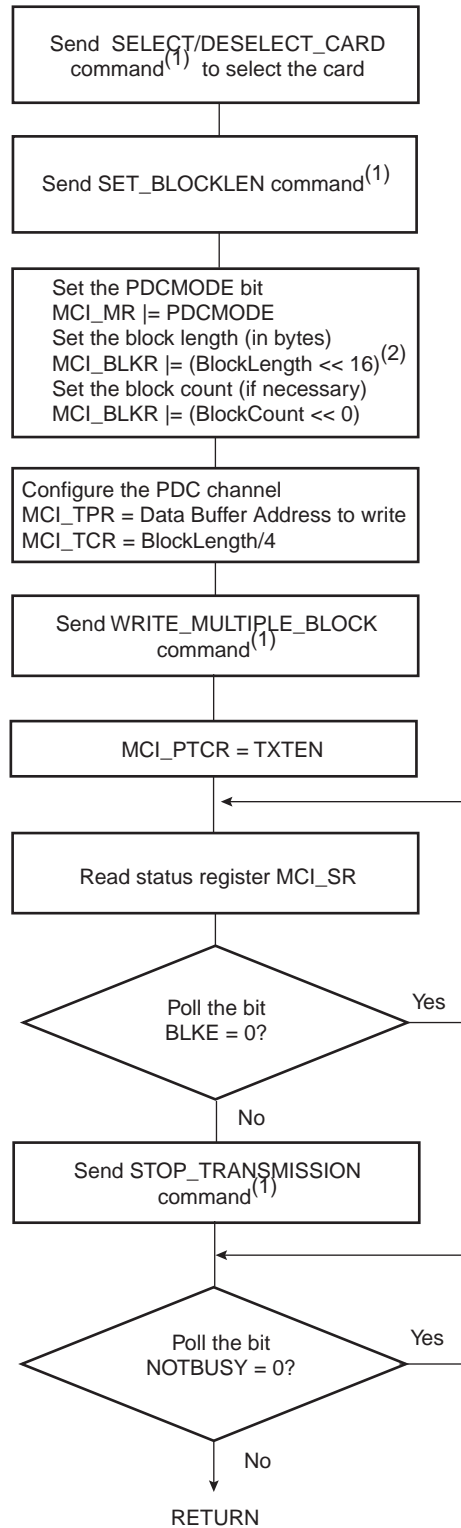 Send SELECT/DESELECT_CARD
command(1) to select the card
Send SET_BLOCKLEN command(1)
Set the PDCMODE bit
MCI_MR |= PDCMODE
Set the block length (in bytes)
MCI_BLKR |= (BlockLength << 16)(2)
Set the block count (if necessary)
MCI_BLKR |= (BlockCount << 0)
Configure the PDC channel
MCI_TPR = Data Buffer Address to write
MCI_TCR = BlockLength/4
Send WRITE_MULTIPLE_BLOCK
command(1)
MCI_PTCR = TXTEN
Read status register MCI_SR
Poll the bit
BLKE = 0?
Yes
No
Send STOP_TRANSMISSION
command(1)
Poll the bit
NOTBUSY = 0?
Yes
No
RETURN